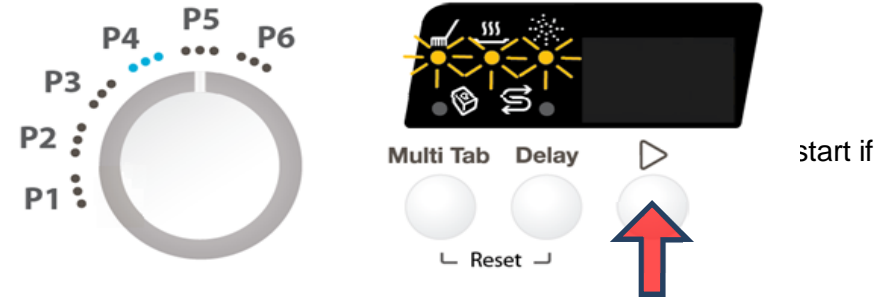 P1
P2
P3
P4
P5
P6
Multi Tab
Delay
Reset
start if